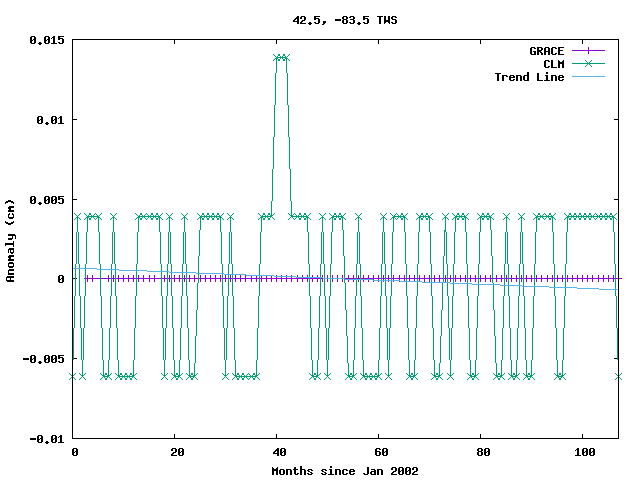 42.5, -83.5 TWS
0.015
0.01
0.005
0
-0.005
-0.01
Anomaly (cm)
GRACE
CLM
Trend Line
0 20 40 60 80 100
Months since Jan 2002